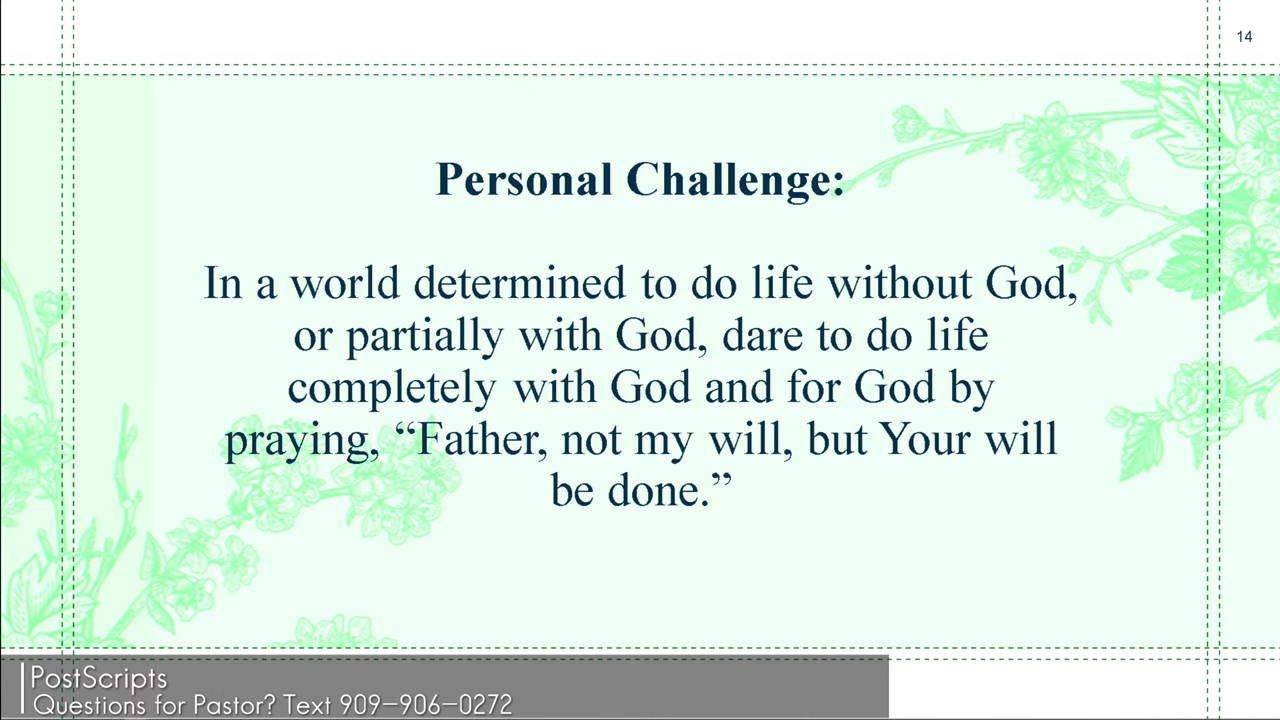 14
Personal Challenge:
In a world determined to do life without God,
or partially with God, dare to do life
completely with God and for God by
praying, “Father, not my will, but Your will
be done.”
PostScripts
Questions for Pastor? Text 909-906-0272